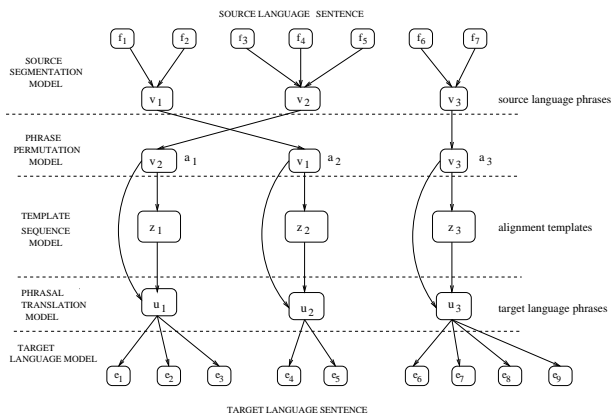 SOURCE LANGUAGE SENTENCE
f1 f2 f3 f4 f5 f6 f7
SOURCE
SEGMENTATION
MODEL
v1 v2 v3 source language phrases
PHRASE
PERMUTATION
MODEL
v2 a1 v1 a2 v3 a3
TEMPLATE
SEQUENCE
MODEL
z1 z2 z3 alignment templates
PHRASAL
TRANSLATION
MODEL
u1 u2 u3 target language phrases
TARGET
LANGUAGE MODEL
e1 e2 e3 e4 e5 e6 e7 e8 e9
TARGET LANGUAGE SENTENCE